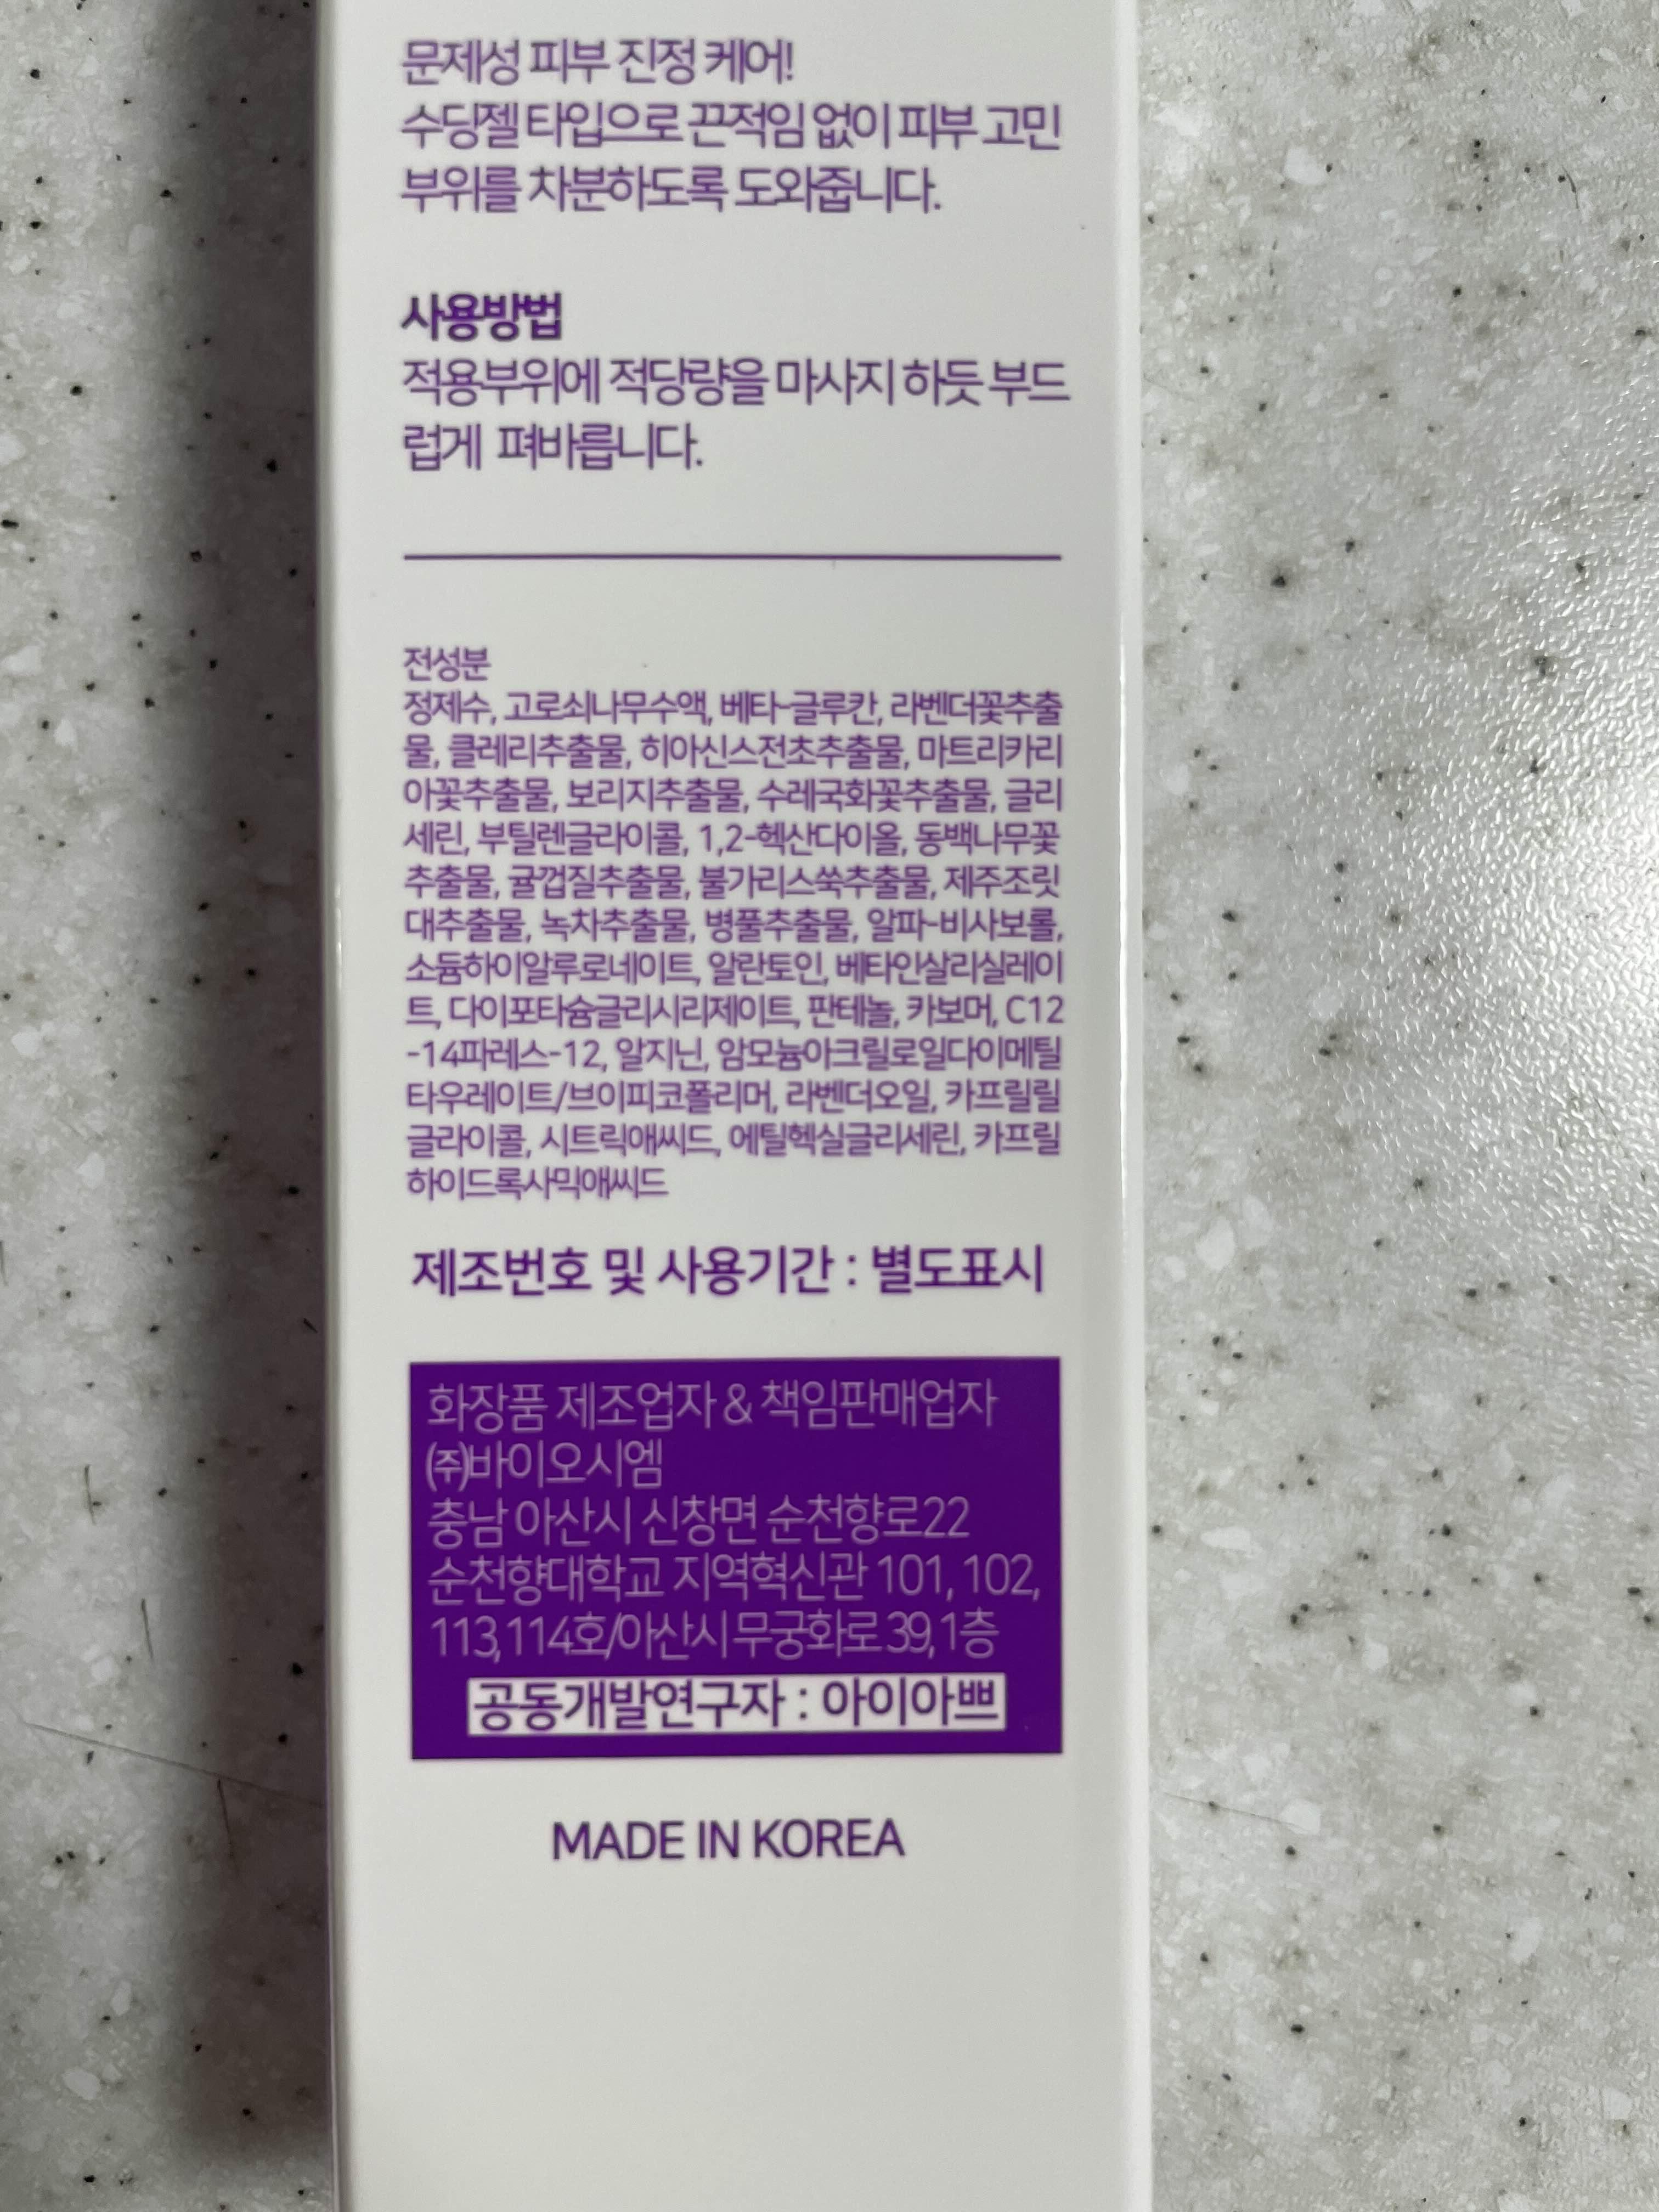 문제성 피부 진정 케어!
수딩젤 타입으로 끈적임 없이 피부 고민
부위를 차분하도록 도와줍니다.
사용방법
적용부위에 적당량을 마사지 하듯 부드
럽게 펴바릅니다.
전성분
정제수, 고로쇠나무수액, 베타-글루칸, 라벤더꽃추출
물, 클레리추출물, 히아신스전초추출물, 마트리카리
아꽃추출물, 보리지추출물, 수레국화꽃추출물, 글리
세린, 부틸렌글라이콜, 1,2-헥산다이올, 동백나무꽃
추출물, 귤껍질추출물, 불가리스쑥추출물, 제주조릿
대추출물, 녹차추출물, 병풀추출물, 알파-비사보롤,
소듐하이알루로네이트, 알란토인, 베타인살리실레이
트, 다이포타슘글리시리제이트, 판테놀, 카보머, C12
-14파레스-12, 알지닌, 암모늄아크릴로일다이메틸
타우레이트/브이피코폴리머, 라벤더오일, 카프릴릴
글라이콜, 시트릭애씨드, 에틸헥실글리세린, 카프릴
하이드록사믹애씨드
제조번호 및 사용기간 : 별도표시
화장품 제조업자 & 책임판매업자
㈜바이오시엠
충남 아산시 신창면 순천향로22
순천향대학교 지역혁신관 101, 102,
113, 114호/아산시 무궁화로 39, 1층
공동개발연구자 : 아이아쁘
MADE IN KOREA